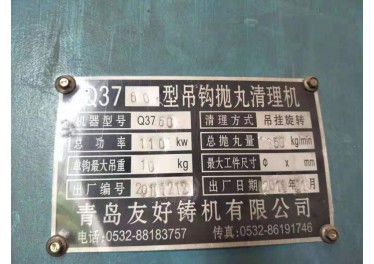 Q37 型吊钩抛丸清理机
机器型号 Q37 清理方式 吊挂旋转
总功率 110 kw 总抛丸量 kg/min
单钩最大吊重 kg 最大工件尺寸 Φ x mm
出厂编号 出厂日期 年 月
青岛友好铸机有限公司
电话:0532-88183757 传真:0532-86191746